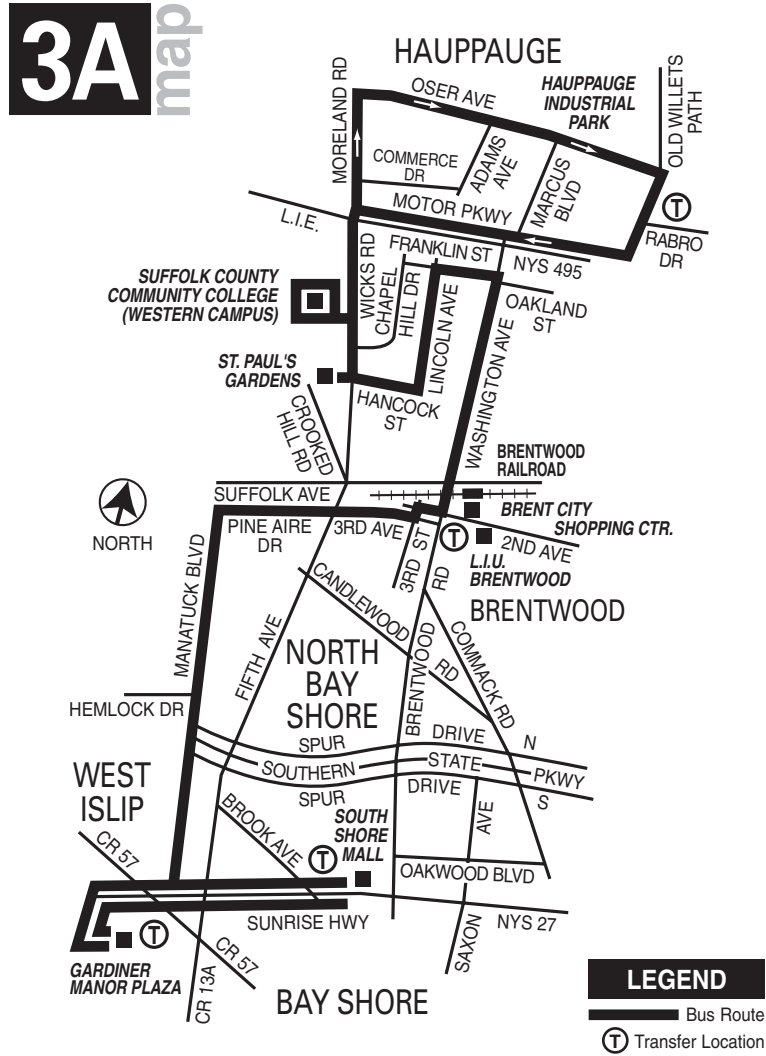 3A
map
HAUPPAUGE
MORELAND RD
OSER AVE
HAUPPAUGE
INDUSTRIAL
PARK
OLD WILLETS
PATH
COMMERCE
DR
ADAMS
AVE
MARCUS
BLVD
MOTOR PKWY
T
RABRO
DR
L.I.E.
FRANKLIN ST
NYS 495
WICKS RD
CHAPEL
HILL DR
LINCOLN AVE
OAKLAND
ST
SUFFOLK COUNTY
COMMUNITY COLLEGE
(WESTERN CAMPUS)
WASHINGTON AVE
ST. PAUL'S
GARDENS
HANCOCK
ST
CROOKED
HILL RD
BRENTWOOD
RAILROAD
SUFFOLK AVE
BRENT CITY
SHOPPING CTR.
NORTH
PINE AIRE
DR
3RD AVE
3RD ST
T
2ND AVE
L.I.U.
BRENTWOOD
BRENTWOOD
MANATUCK BLVD
CANDLEWOOD
RD
BRENTWOOD
RD
COMMACK RD
FIFTH AVE
NORTH
BAY
SHORE
HEMLOCK DR
SPUR
DRIVE
N
SOUTHERN
STATE
PKWY
SPUR
DRIVE
S
WEST
ISLIP
BROOK AVE
SOUTH
SHORE
MALL
T
AVE
CR 57
OAKWOOD BLVD
SUNRISE HWY
NYS 27
T
SAXON
GARDINER
MANOR PLAZA
CR 57
CR 13A
BAY SHORE
LEGEND
Bus Route
T Transfer Location